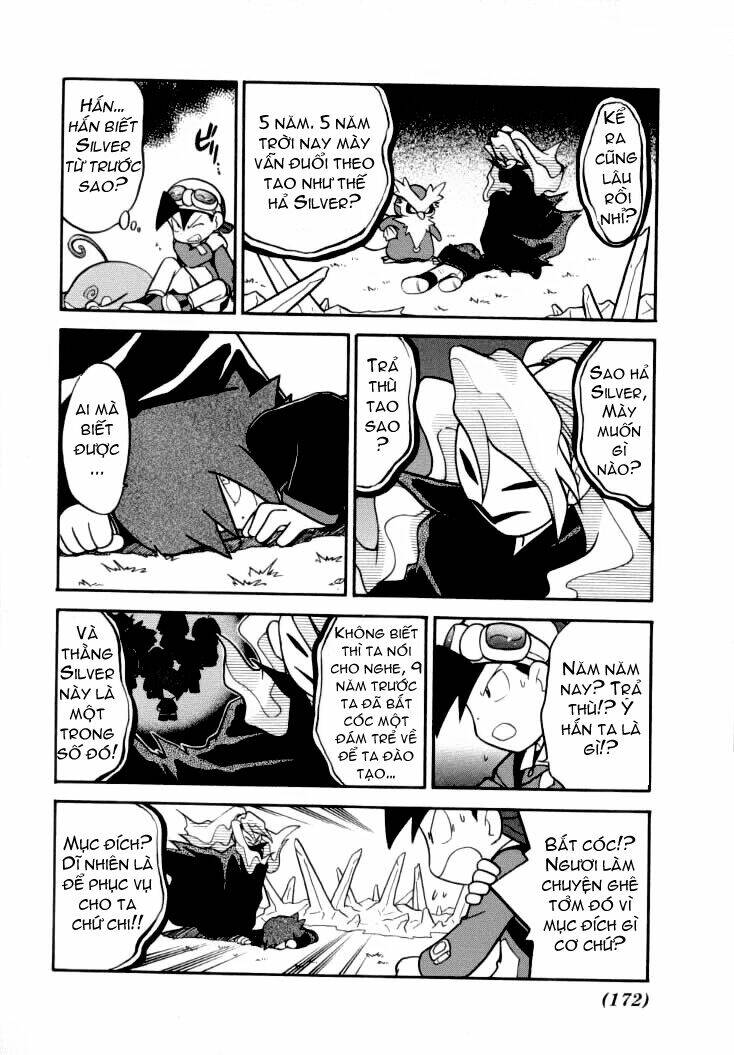 KỂ
RA
CŨNG
LÂU
RỒI
NHỈ?
5 NĂM. 5 NĂM
TRỜI NAY MÀY
VẪN ĐUỔI THEO
TAO NHƯ THẾ
HẢ SILVER?
HẮN...
HẮN BIẾT
SILVER
TỪ TRƯỚC
SAO?
SAO HẢ
SILVER,
MÀY
MUỐN
GÌ
NÀO?
TRẢ
THÙ
TAO
SAO
?
AI MÀ
BIẾT
ĐƯỢC
...
NĂM NĂM
NAY? TRẢ
THÙ!? Ý
HẮN TA LÀ
GÌ!?
KHÔNG BIẾT
THÌ TA NÓI
CHO NGHE, 9
NĂM TRƯỚC
TA ĐÃ BẮT
CÓC MỘT
ĐÁM TRẺ VỀ
ĐỂ TA ĐÀO
TẠO...
VÀ
THẰNG
SILVER
NÀY LÀ
MỘT
TRONG
SỐ ĐÓ!
BẮT CÓC!?
NGƯƠI LÀM
CHUYỆN GHÊ
TỞM ĐÓ VÌ
MỤC ĐÍCH GÌ
CƠ CHỨ?
MỤC ĐÍCH?
DĨ NHIÊN LÀ
ĐỂ PHỤC VỤ
CHO TA
CHỨ CHI!!
(172)